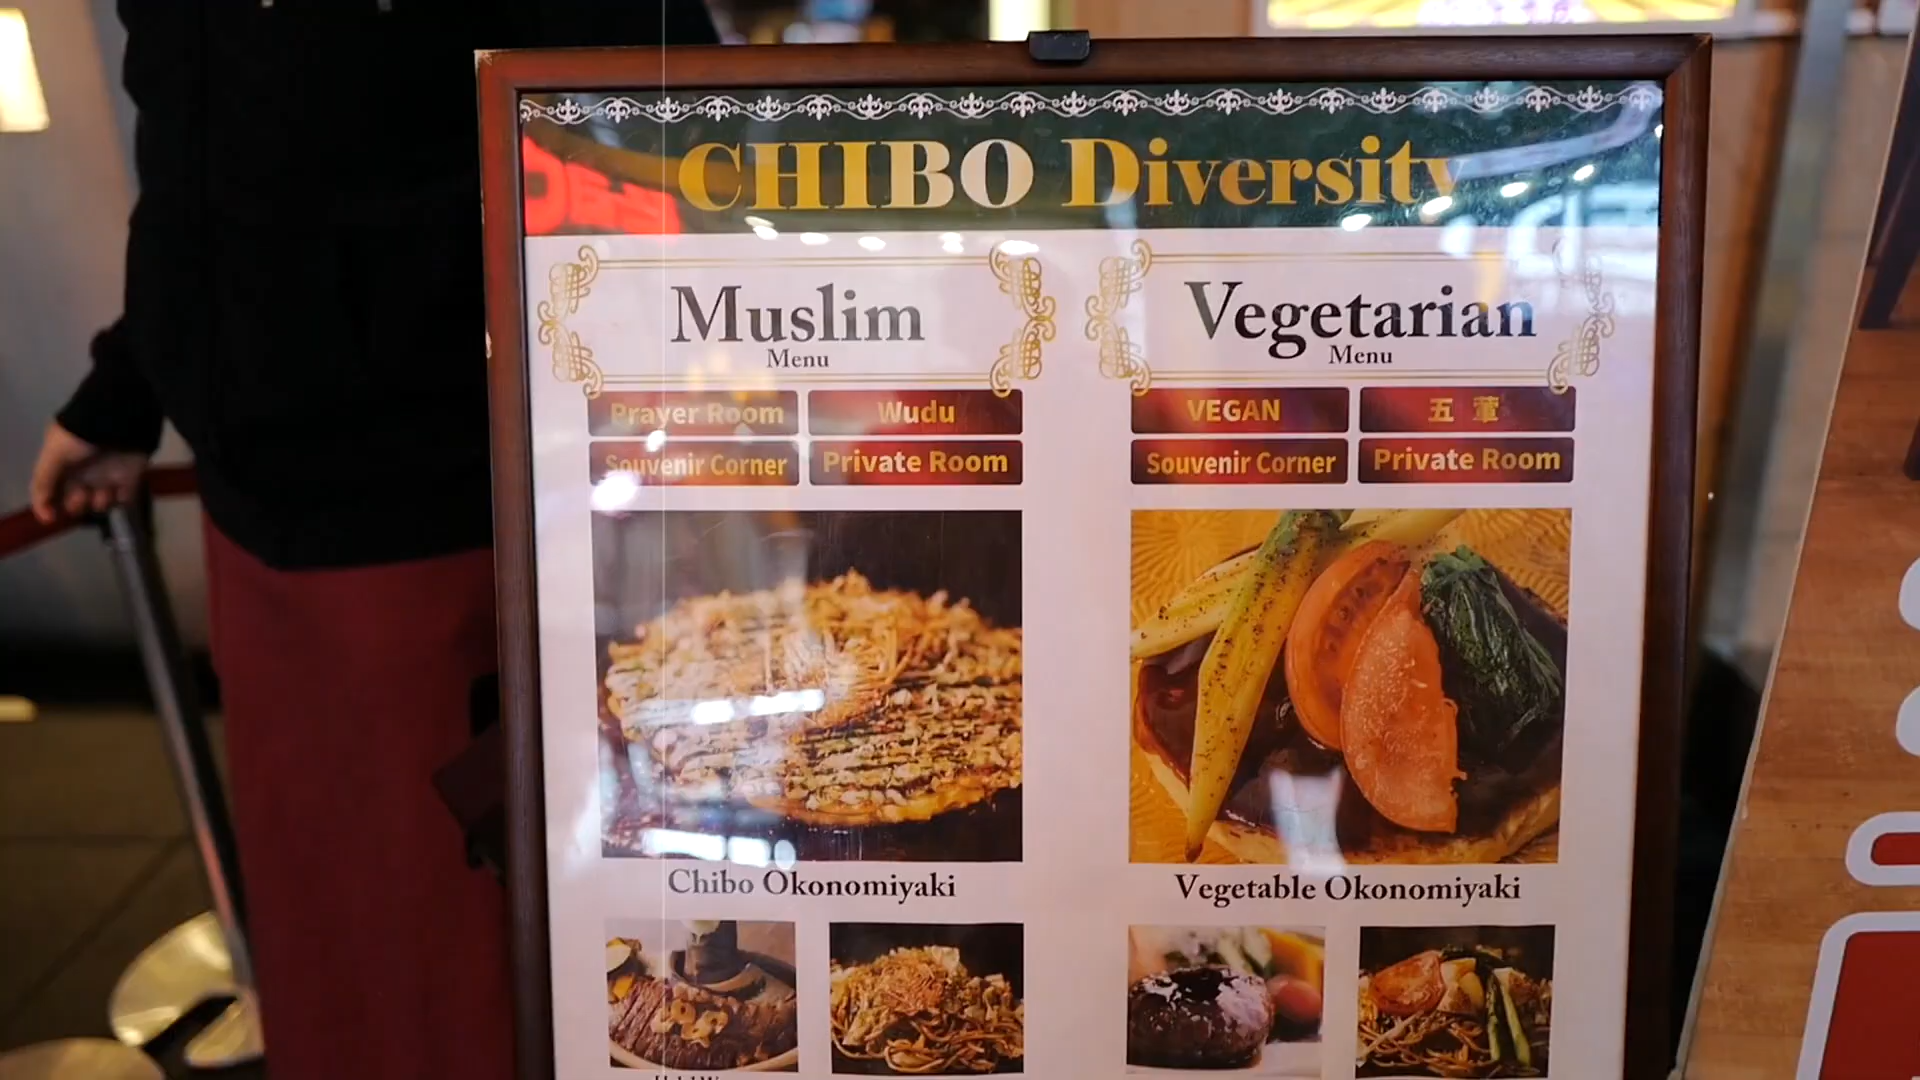 CHIBO Diversity
Muslim
Menu
Prayer Room
Wudu
Souvenir Corner
Private Room
Chibo Okonomiyaki
Vegetarian
Menu
VEGAN
五葷
Souvenir Corner
Private Room
Vegetable Okonomiyaki